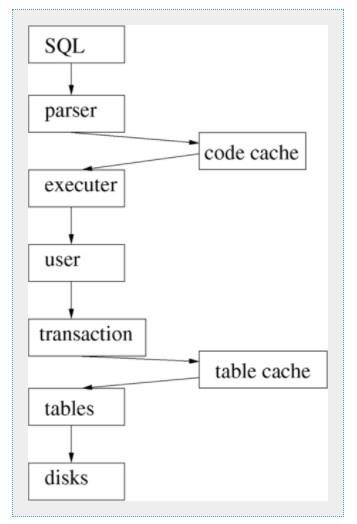 SQL
parser
code cache
executer
user
transaction
table cache
tables
disks